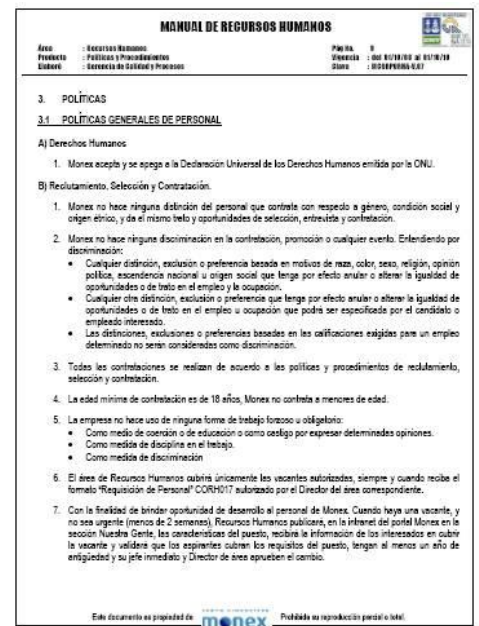 MANUAL DE RECURSOS HUMANOS
Área : Recursos Humanos
Producto : Políticas y Procedimientos
Elaboró : Gerencia de Calidad y Procesos
Pág No.
Vigencia
Clave
3. POLÍTICAS
3.1 POLÍTICAS GENERALES DE PERSONAL
A) Derechos Humanos
1. Monex acepta y se apega a la Declaración Universal de los Derechos Humanos emitida por la ONU.
B) Reclutamiento, Selección y Contratación.
1. Monex no hace ninguna distinción del personal que contrata con respecto a género, condición social y
origen étnico, y da el mismo trato y oportunidades de selección, entrevista y contratación.
2. Monex no hace ninguna discriminación en la contratación, promoción o cualquier evento. Entendiendo por
discriminación:
• Cualquier distinción, exclusión o preferencia basada en motivos de raza, color, sexo, religión, opinión
política, ascendencia nacional u origen social que tenga por efecto anular o alterar la igualdad de
oportunidades o de trato en el empleo y la ocupación.
• Cualquier otra distinción, exclusión o preferencia que tenga por efecto anular o alterar la igualdad de
oportunidades o de trato en el empleo u ocupación que podrá ser especificada por el candidato o
empleado interesado.
• Las distinciones, exclusiones o preferencias basadas en las calificaciones exigidas para un empleo
determinado no serán consideradas como discriminación.
3. Todas las contrataciones se realizan de acuerdo a las políticas y procedimientos de reclutamiento,
selección y contratación.
4. La edad mínima de contratación es de 18 años, Monex no contrata a menores de edad.
5. La empresa no hace uso de ninguna forma de trabajo forzoso u obligatorio:
• Como medio de coerción o de educación o como castigo por expresar determinadas opiniones.
• Como medida de disciplina en el trabajo.
• Como medida de discriminación
6. El área de Recursos Humanos cubrirá únicamente las vacantes autorizadas, siempre y cuando reciba el
formato "Requisición de Personal" CORH017 autorizado por el Director del área correspondiente.
7. Con la finalidad de brindar oportunidad de desarrollo al personal de Monex. Cuando haya una vacante, y
no sea urgente (menos de 2 semanas), Recursos Humanos publicará, en la intranet del portal Monex en la
sección Nuestra Gente, las características del puesto, recibirá la información de los interesados en cubrir
la vacante y validará que los aspirantes cubran los requisitos del puesto, tengan al menos un año de
antigüedad y su jefe inmediato y Director de área aprueben el cambio.
Este documento es propiedad de monex Prohibida su reproducción parcial o total.